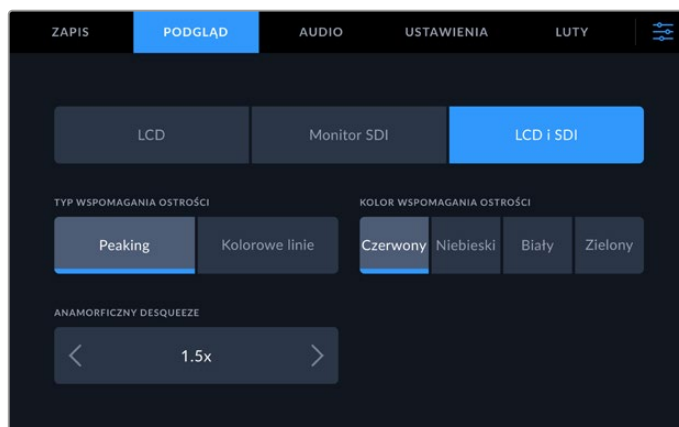 ZAPIS PODGLĄD AUDIO USTAWIENIA LUTY
LCD Monitor SDI LCD i SDI
TYP WSPOMAGANIA OSTROŚCI KOLOR WSPOMAGANIA OSTROŚCI
Peaking Kolorowe linie Czerwony Niebieski Biały Zielony
ANAMORFICZNY DESQUEEZE
1.5x